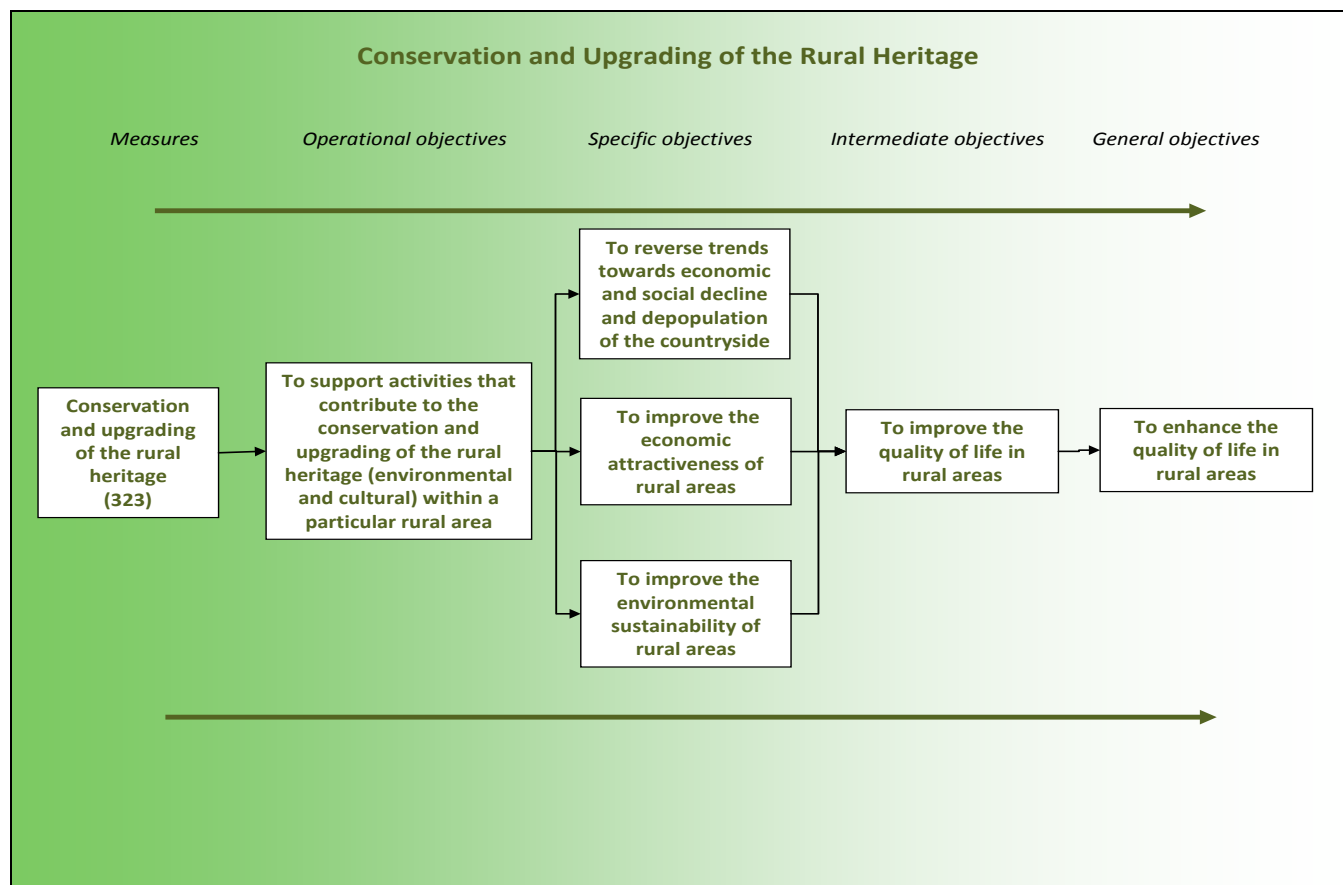 Conservation and Upgrading of the Rural Heritage
Measures
Operational objectives
Specific objectives
Intermediate objectives
General objectives
Conservation
and upgrading
of the rural
heritage
(323)
To support activities that
contribute to the
conservation and
upgrading of the rural
heritage (environmental
and cultural) within a
particular rural area
To reverse trends
towards economic
and social decline
and depopulation
of the countryside
To improve the
economic
attractiveness of
rural areas
To improve the
environmental
sustainability of
rural areas
To improve the
quality of life in
rural areas
To enhance the
quality of life in
rural areas